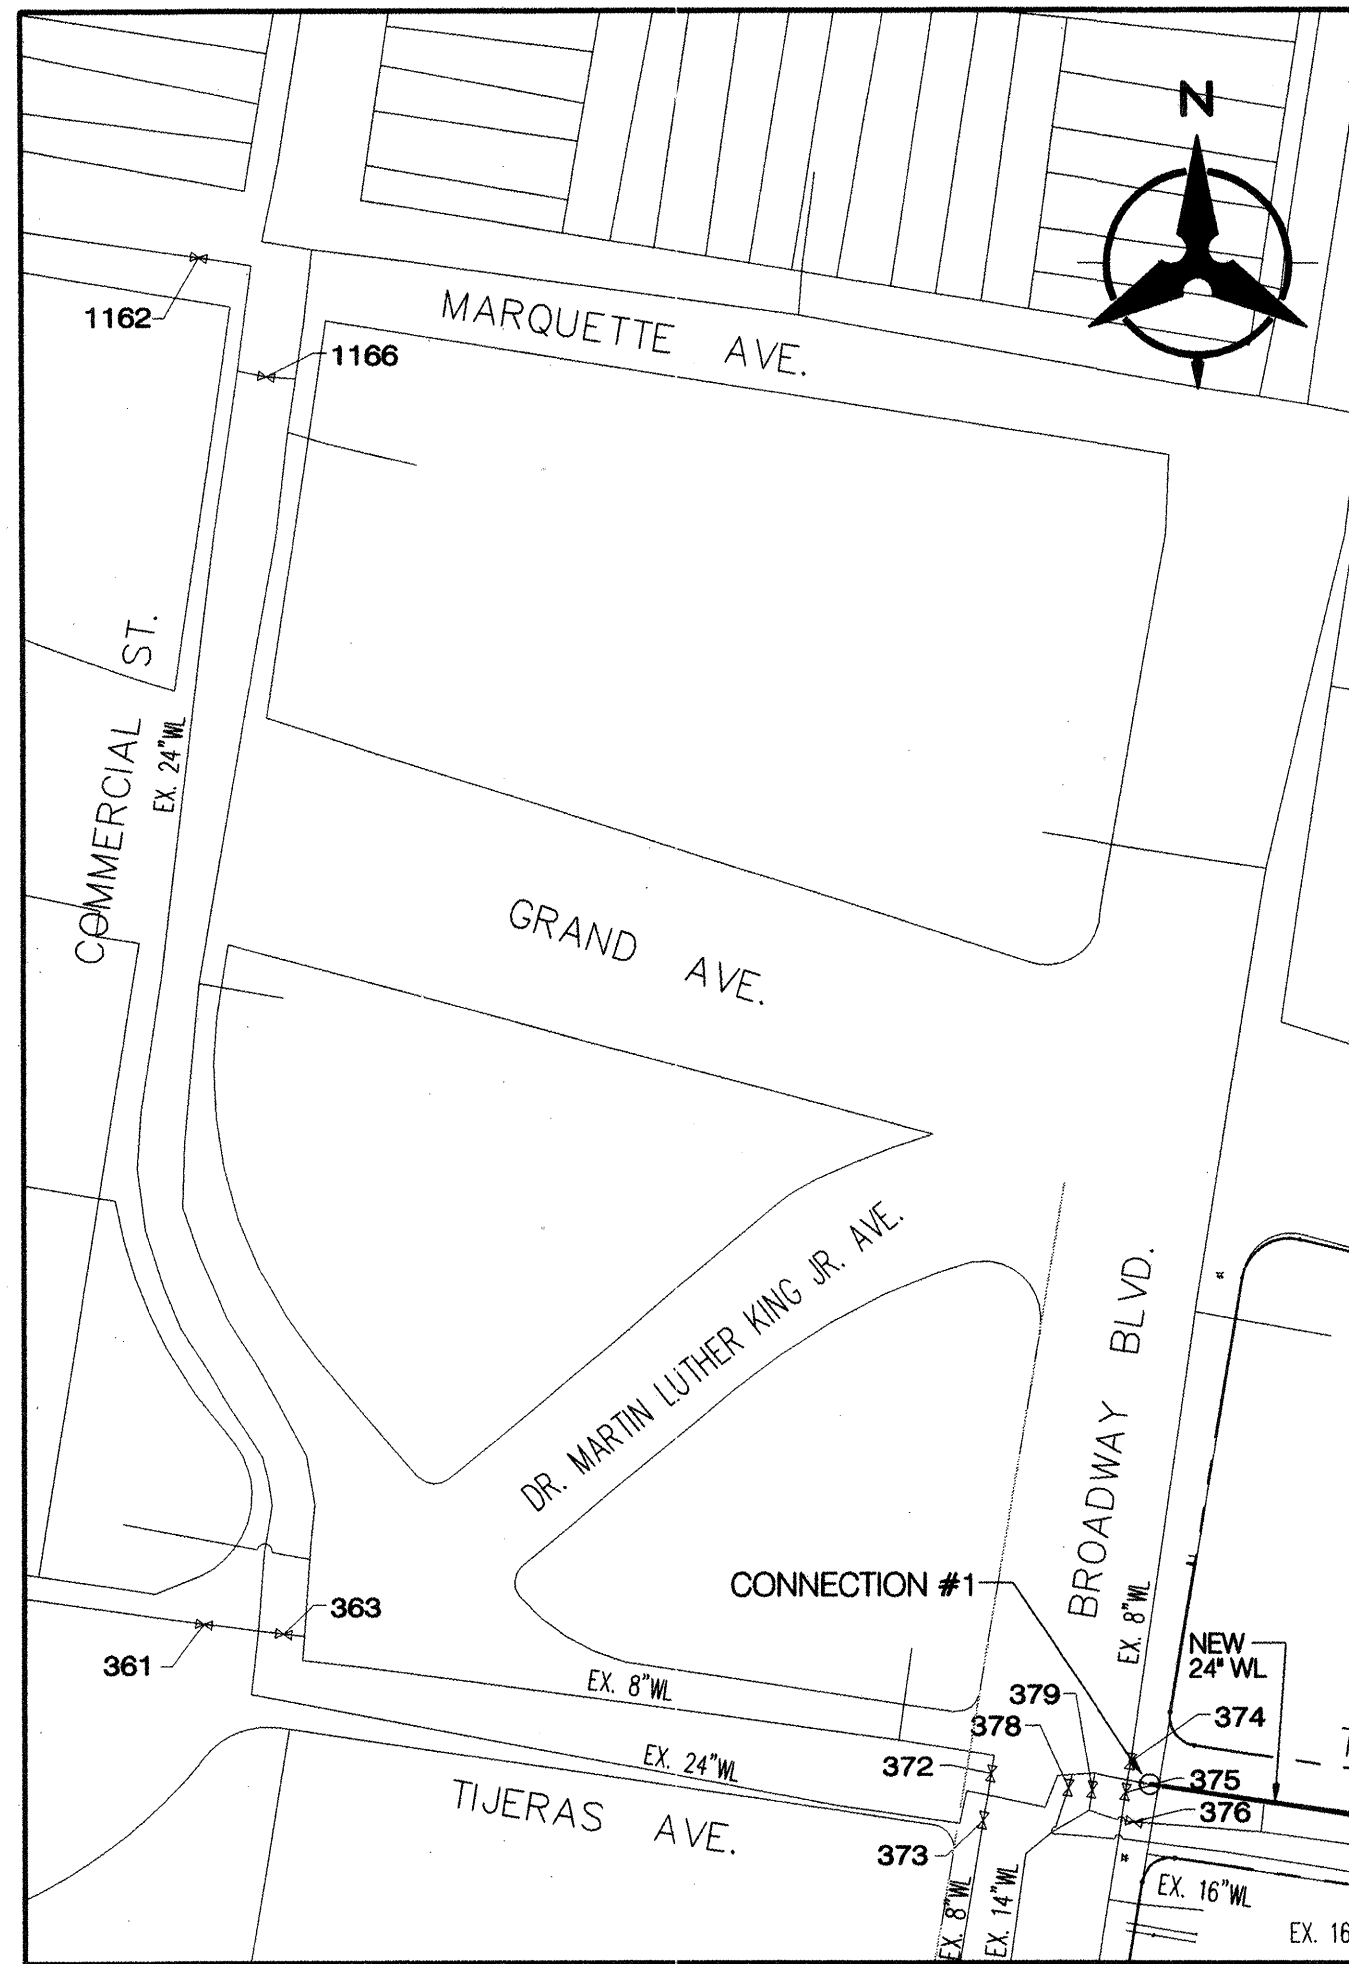 N
1162
1166
MARQUETTE AVE.
COMMERCIAL ST.
EX. 24"WL
GRAND AVE.
DR. MARTIN LUTHER KING JR. AVE.
BROADWAY BLVD.
EX. 8"WL
CONNECTION #1
363
361
NEW
24" WL
EX. 8"WL
379
374
378
EX. 24"WL
372
375
376
TIJERAS AVE.
373
EX. 8"WL
EX. 14"WL
EX. 16"WL
EX. 16